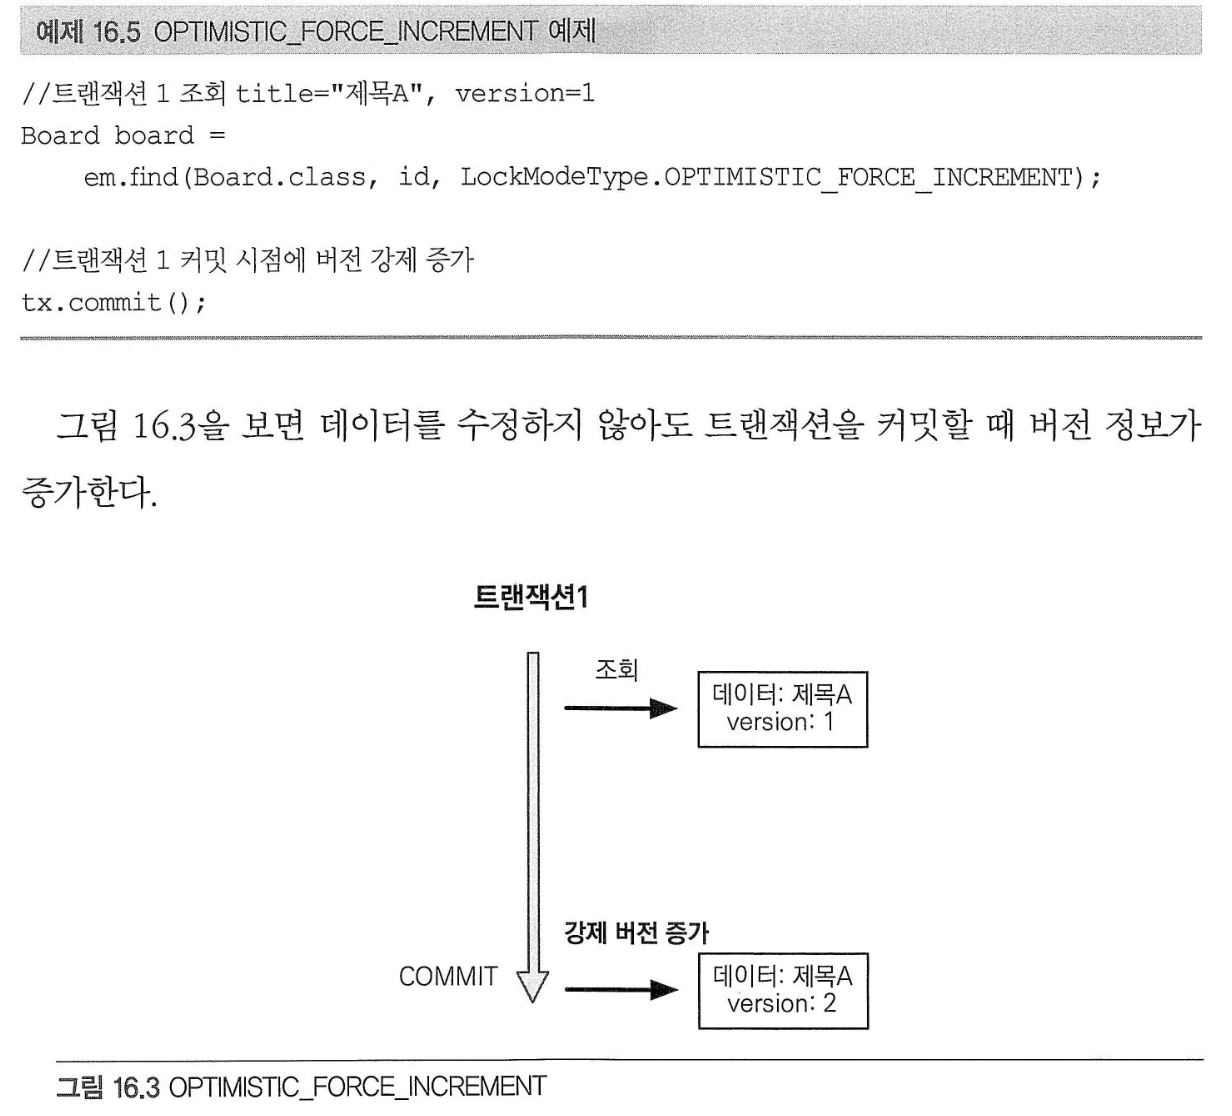 예제 16.5 OPTIMISTIC_FORCE_INCREMENT 예제
//트랜잭션 1 조회 title="제목A", version=1
Board board =
    em.find(Board.class, id, LockModeType.OPTIMISTIC_FORCE_INCREMENT);
//트랜잭션 1 커밋 시점에 버전 강제 증가
tx.commit();
그림 16.3을 보면 데이터를 수정하지 않아도 트랜잭션을 커밋할 때 버전 정보가
증가한다.
트랜잭션1
조회
데이터: 제목A
version: 1
강제 버전 증가
COMMIT
데이터: 제목A
version: 2
그림 16.3 OPTIMISTIC_FORCE_INCREMENT